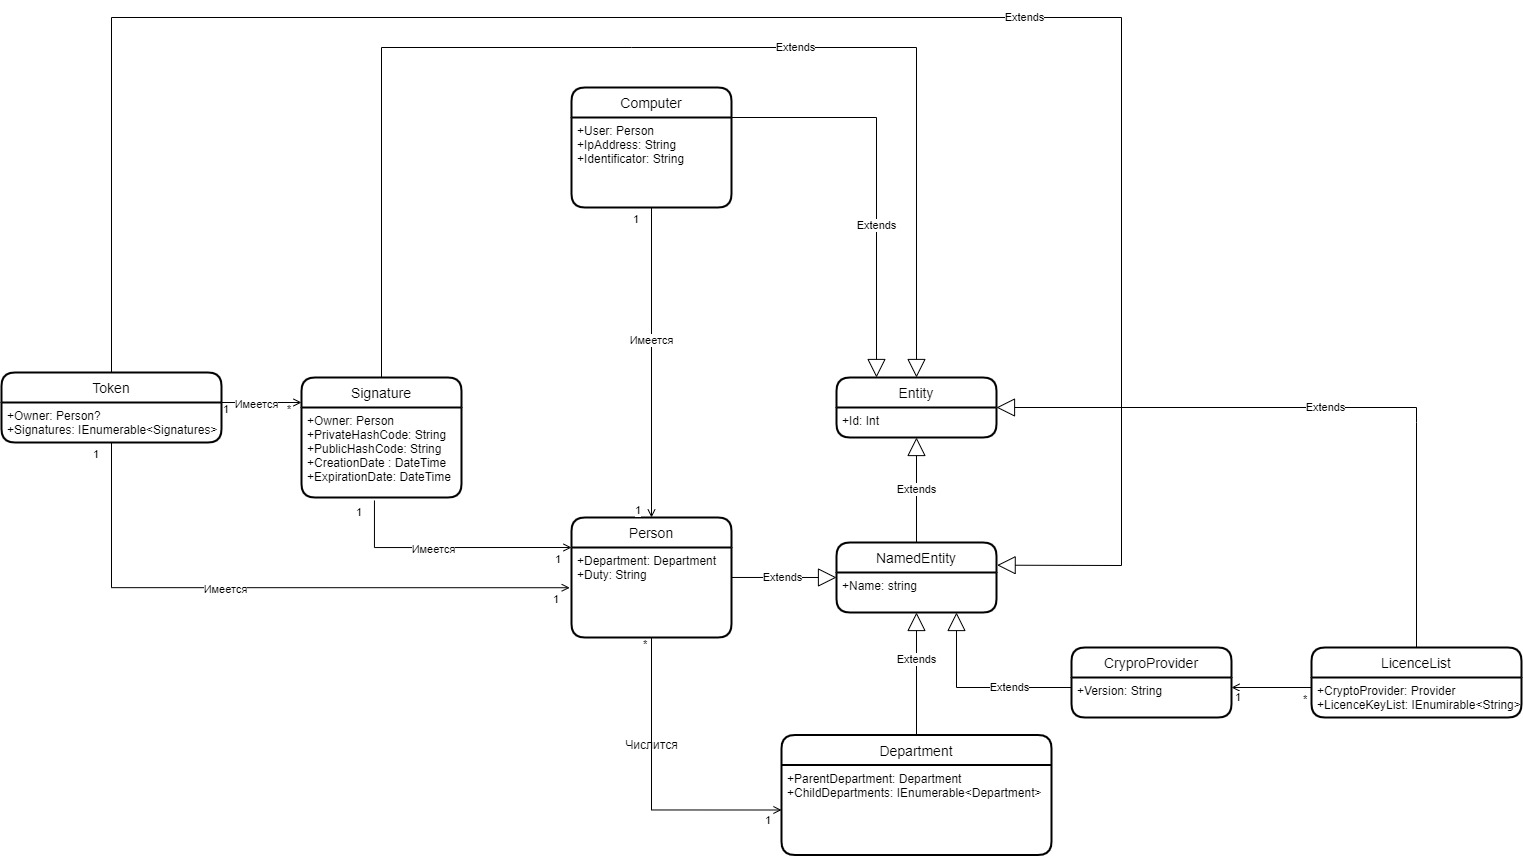 Extends
Extends
Computer
+User: Person
+IpAddress: String
+Identificator: String
1
Extends
Имеется
Token
+Owner: Person?
+Signatures: IEnumerable<Signatures>
1
1
Имеется
*
Signature
+Owner: Person
+PrivateHashCode: String
+PublicHashCode: String
+CreationDate : DateTime
+ExpirationDate: DateTime
1
Entity
+Id: Int
Extends
Extends
1
Person
+Department: Department
+Duty: String
Имеется
1
Имеется
1
*
Extends
NamedEntity
+Name: string
Extends
Extends
CryproProvider
+Version: String
1
*
LicenceList
+CryptoProvider: Provider
+LicenceKeyList: IEnumirable<String>
Числится
1
Department
+ParentDepartment: Department
+ChildDepartments: IEnumerable<Department>